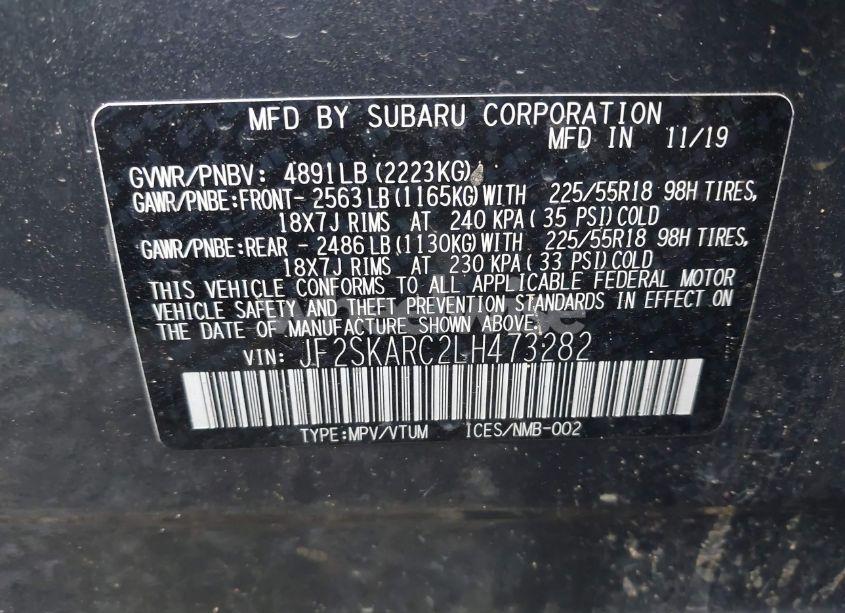 MFD BY SUBARU CORPORATION
MFD IN 11/19
GVWR/PNBV: 4891LB (2223KG)
GAWR/PNBE:FRONT- 2563LB(1165KG)WITH 225/55R18 98H TIRES,
18X7J RIMS AT 240 KPA( 35 PSI)COLD
GAWR/PNBE:REAR - 2486LB(1130KG)WITH 225/55R18 98H TIRES,
18X7J RIMS AT 230 KPA( 33 PSI)COLD
THIS VEHICLE CONFORMS TO ALL APPLICABLE FEDERAL MOTOR
VEHICLE SAFETY AND THEFT PREVENTION STANDARDS IN EFFECT ON
THE DATE OF MANUFACTURE SHOWN ABOVE.
VIN: JF2SKARC2LH473282
TYPE:MPV/VTUM ICES/NMB-002